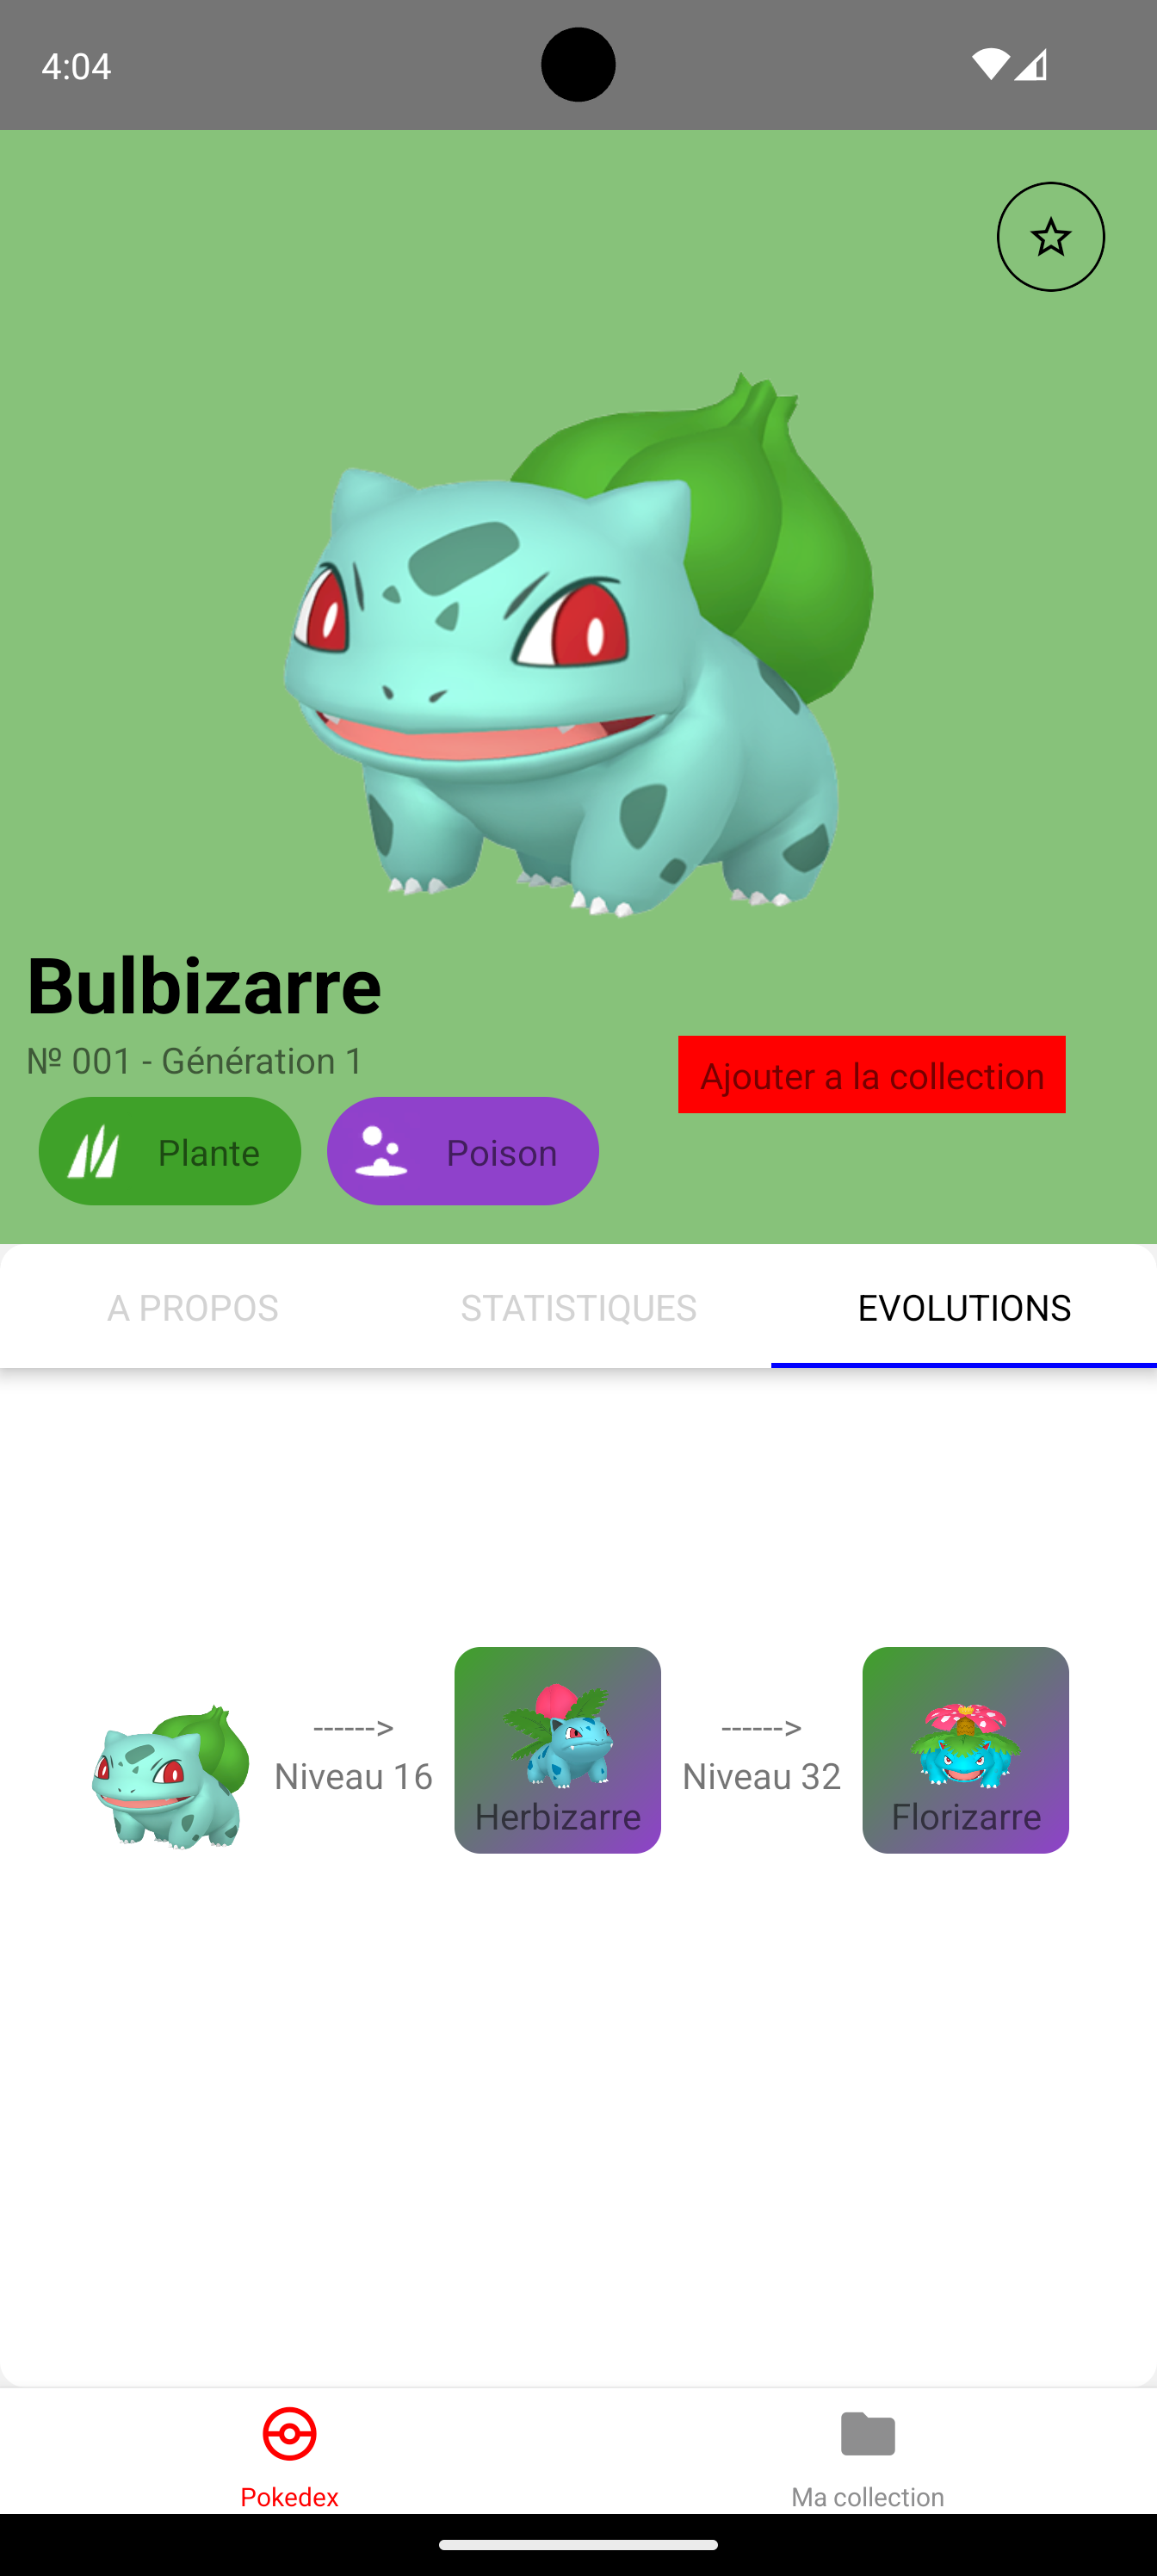 4:04
Bulbizarre
№ 001 - Génération 1
Ajouter a la collection
Plante
Poison
A PROPOS
STATISTIQUES
EVOLUTIONS
------>
Niveau 16
Herbizarre
------>
Niveau 32
Florizarre
Pokedex
Ma collection